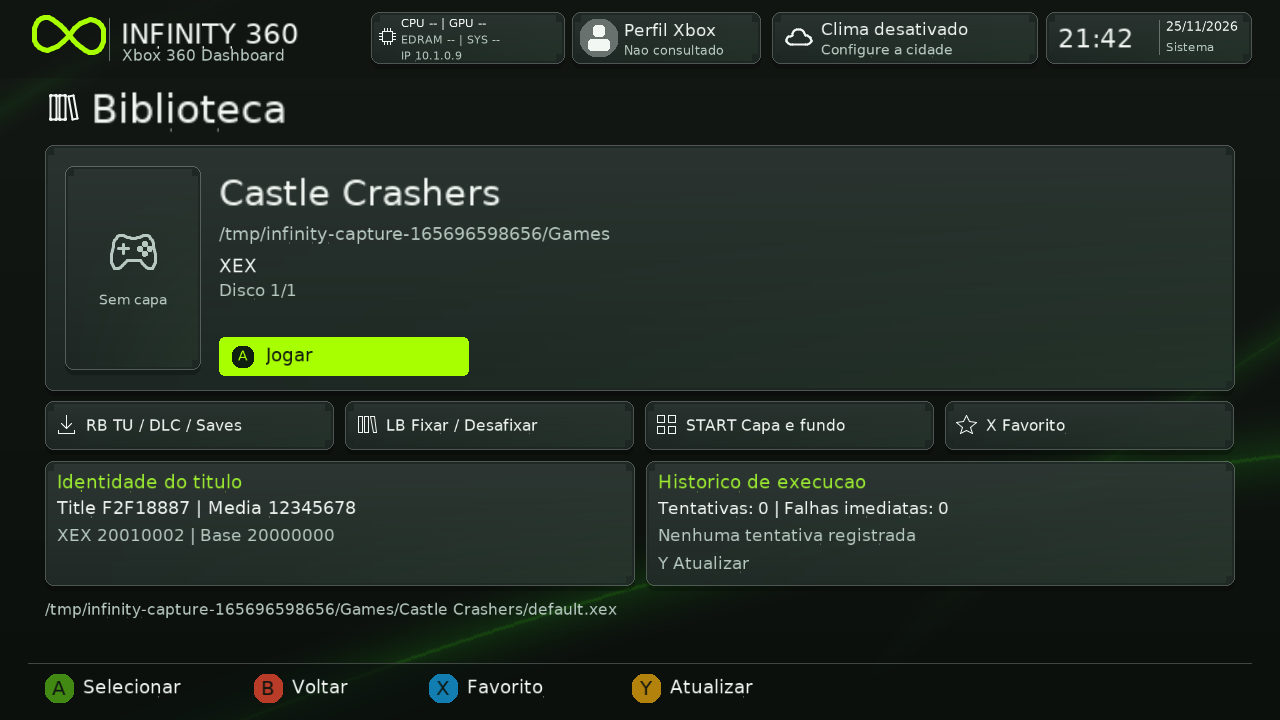 INFINITY 360
Xbox 360 Dashboard
CPU -- | GPU --
EDRAM -- | SYS --
IP 10.1.0.9
Perfil Xbox
Nao consultado
Clima desativado
Configure a cidade
21:42
25/11/2026
Sistema
Biblioteca
Sem capa
Castle Crashers
/tmp/infinity-capture-165696598656/Games
XEX
Disco 1/1
A Jogar
RB TU / DLC / Saves
LB Fixar / Desafixar
START Capa e fundo
X Favorito
Identidade do titulo
Title F2F18887 | Media 12345678
XEX 20010002 | Base 20000000
Historico de execucao
Tentativas: 0 | Falhas imediatas: 0
Nenhuma tentativa registrada
Y Atualizar
/tmp/infinity-capture-165696598656/Games/Castle Crashers/default.xex
A Selecionar
B Voltar
X Favorito
Y Atualizar